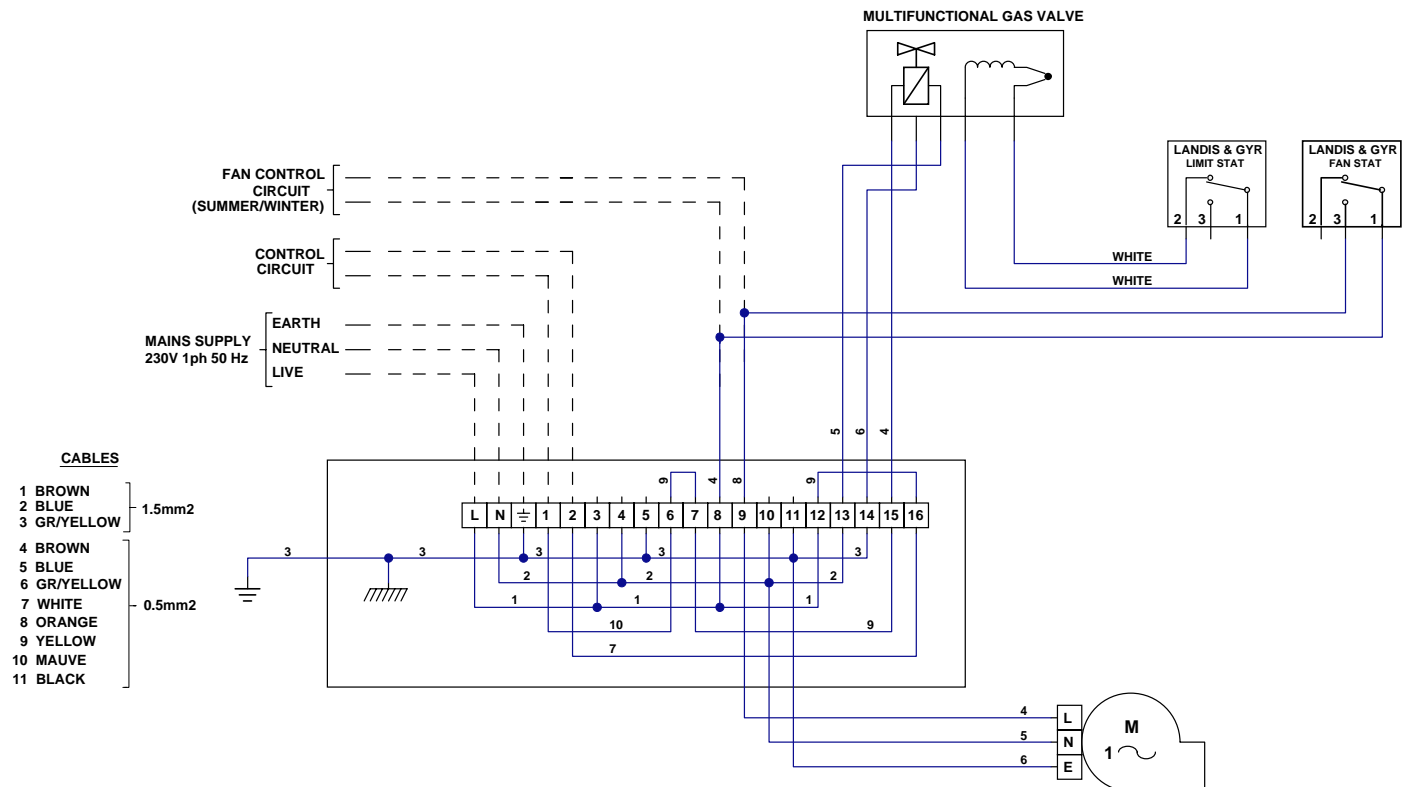 MULTIFUNCTIONAL GAS VALVE
LANDIS & GYR
LIMIT STAT
2 3 1
LANDIS & GYR
FAN STAT
2 3 1
FAN CONTROL
CIRCUIT
(SUMMER/WINTER)
CONTROL
CIRCUIT
WHITE
WHITE
MAINS SUPPLY
230V 1ph 50 Hz
EARTH
NEUTRAL
LIVE
5 6 4
CABLES
1 BROWN
2 BLUE
3 GR/YELLOW
1.5mm2
4 BROWN
5 BLUE
6 GR/YELLOW
7 WHITE
8 ORANGE
9 YELLOW
10 MAUVE
11 BLACK
0.5mm2
9 4 8 9
L N 1 2 3 4 5 6 7 8 9 10 11 12 13 14 15 16
3 3 3 3 3
2 2 2
1 1 1
10 9
7
4 L
5 N
6 E
M
1